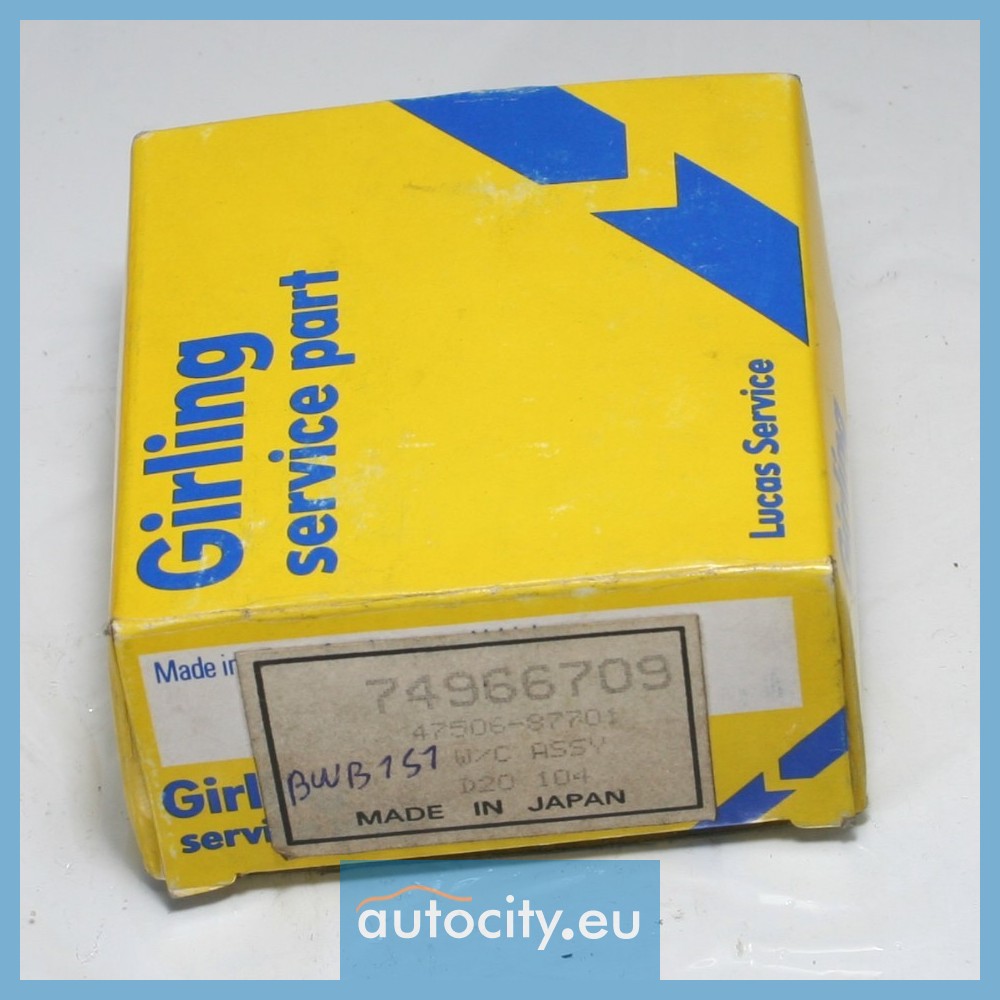 Girling
service part
Lucas Service
Made in
74966709
47506-87701
W/C ASSY
BWB151
D20 104
MADE IN JAPAN
Girl
servi
autocity.eu